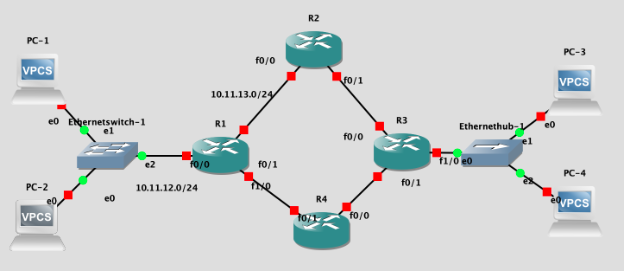 R2
PC-1
PC-3
VPCS
f0/0
VPCS
f0/1
10.11.13.0/24
e0
Ethernetswitch-1
e1
R1
R3
Ethernethub-1
e0
e1
f0/0
e2
f0/0
f0/1
f1/0
e0
PC-2
10.11.12.0/24
f1/0
R4
f0/1
e2
PC-4
e0
e0
e0
VPCS
f0/1
f0/0
VPCS